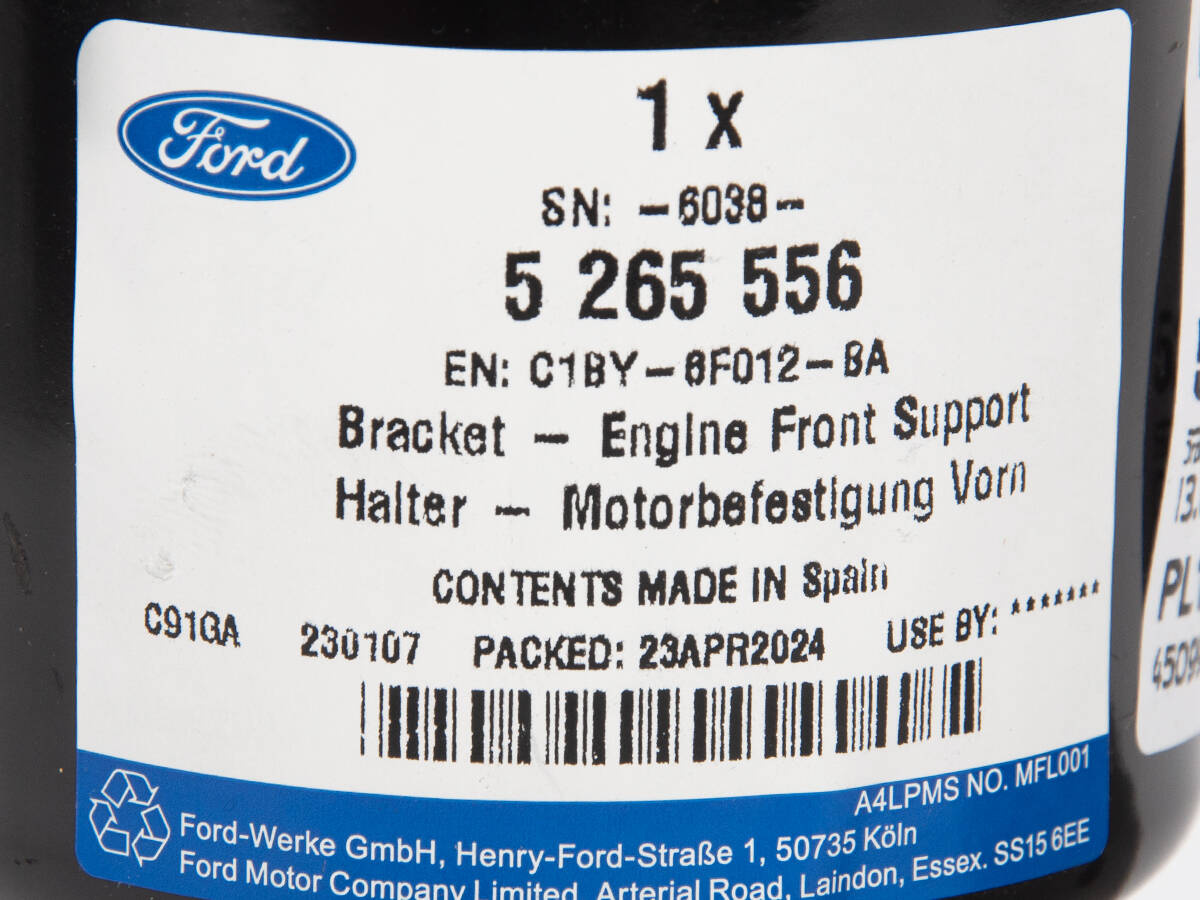 Ford
1 x
SN: -6038-
5 265 556
EN: C1BY-6F012-BA
Bracket - Engine Front Support
Halter - Motorbefestigung Vorn
CONTENTS MADE IN Spain
C91GA 230107 PACKED: 23APR2024 USE BY: *******
A4LPMS NO. MFL001
Ford-Werke GmbH, Henry-Ford-Straße 1, 50735 Köln
Ford Motor Company Limited, Arterial Road, Laindon, Essex. SS15 6EE